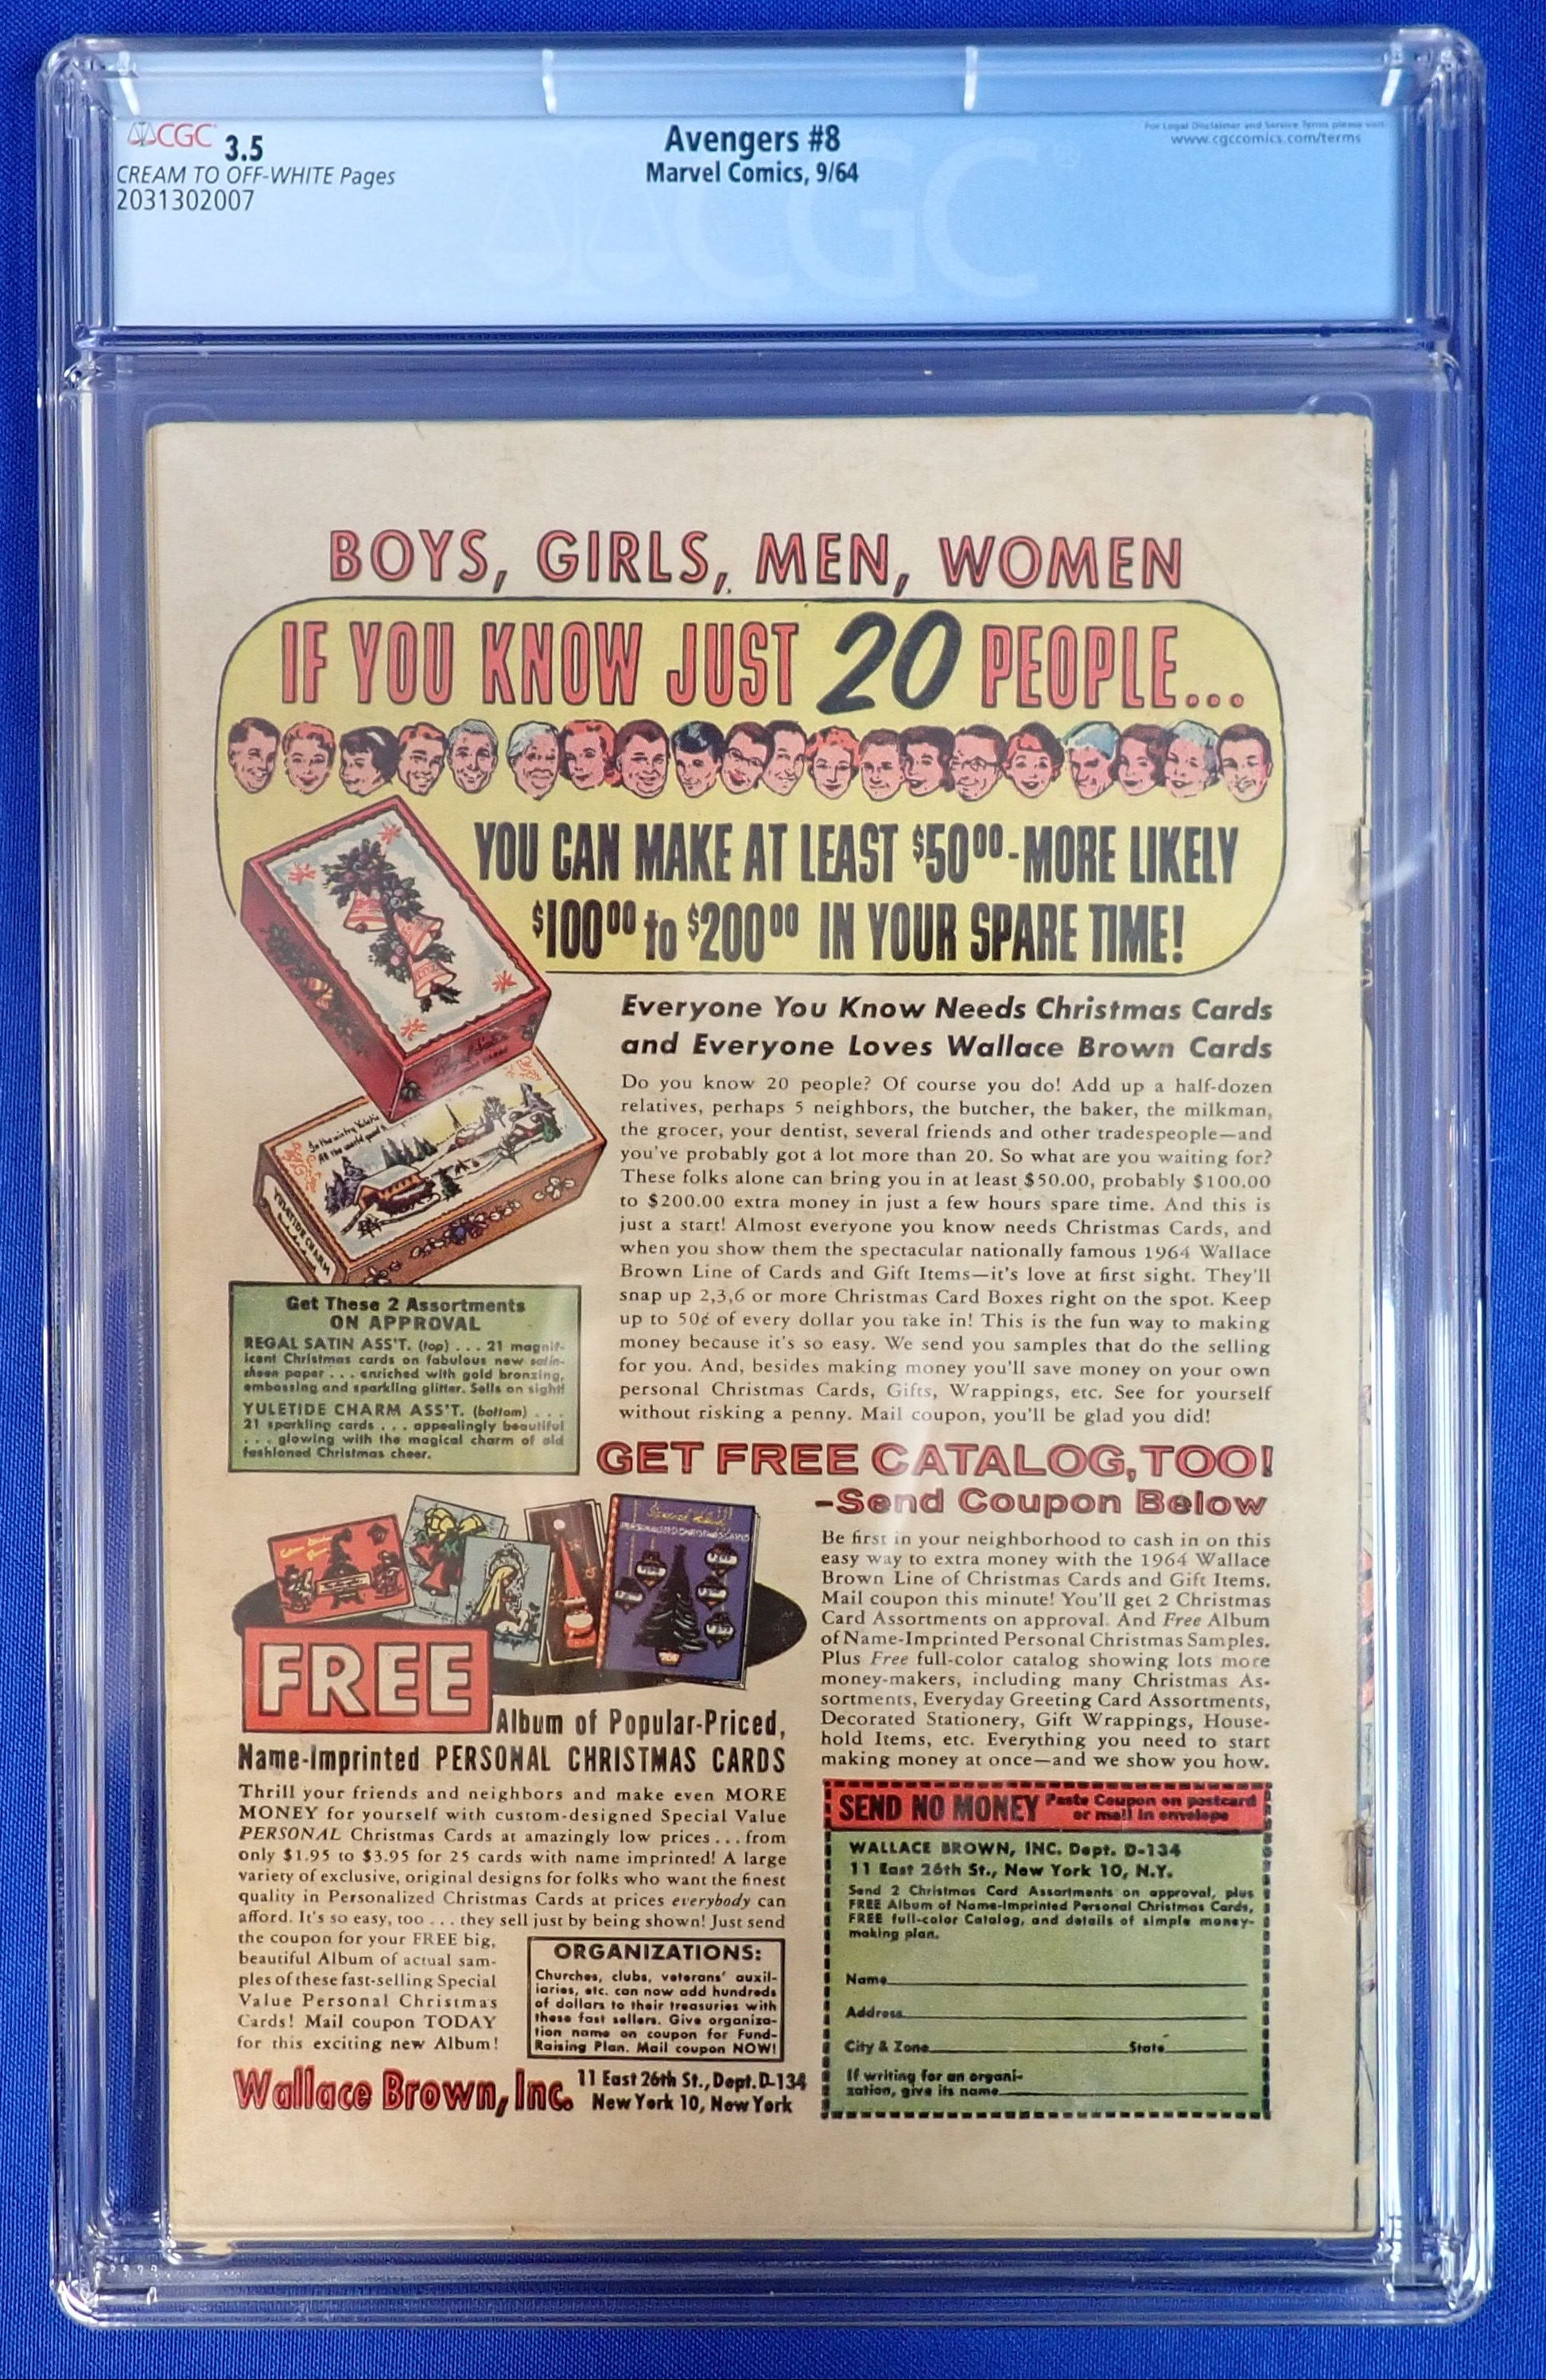 CGC 3.5
CREAM TO OFF-WHITE Pages
2031302007
Avengers #8
Marvel Comics, 9/64
For Legal Disclaimer and Service Terms please visit:
www.cgccomics.com/terms
CGC
BOYS, GIRLS, MEN, WOMEN
IF YOU KNOW JUST 20 PEOPLE...
YOU CAN MAKE AT LEAST $50⁰⁰-MORE LIKELY
$100⁰⁰ to $200⁰⁰ IN YOUR SPARE TIME!
Everyone You Know Needs Christmas Cards
and Everyone Loves Wallace Brown Cards
Do you know 20 people? Of course you do! Add up a half-dozen
relatives, perhaps 5 neighbors, the butcher, the baker, the milkman,
the grocer, your dentist, several friends and other tradespeople—and
you've probably got a lot more than 20. So what are you waiting for?
These folks alone can bring you in at least $50.00, probably $100.00
to $200.00 extra money in just a few hours spare time. And this is
just a start! Almost everyone you know needs Christmas Cards, and
when you show them the spectacular nationally famous 1964 Wallace
Brown Line of Cards and Gift Items—it's love at first sight. They'll
snap up 2,3,6 or more Christmas Card Boxes right on the spot. Keep
up to 50¢ of every dollar you take in! This is the fun way to making
money because it's so easy. We send you samples that do the selling
for you. And, besides making money you'll save money on your own
personal Christmas Cards, Gifts, Wrappings, etc. See for yourself
without risking a penny. Mail coupon, you'll be glad you did!
YULETIDE CHARM
Get These 2 Assortments
ON APPROVAL
REGAL SATIN ASS'T. (top) . . . 21 magnif-
icent Christmas cards on fabulous new satin-
sheen paper . . . enriched with gold bronzing,
embossing and sparkling glitter. Sells on sight!
YULETIDE CHARM ASS'T. (bottom) . . .
21 sparkling cards . . . appealingly beautiful
. . . glowing with the magical charm of old
fashioned Christmas cheer.
GET FREE CATALOG, TOO!
-Send Coupon Below
Be first in your neighborhood to cash in on this
easy way to extra money with the 1964 Wallace
Brown Line of Christmas Cards and Gift Items.
Mail coupon this minute! You'll get 2 Christmas
Card Assortments on approval. And Free Album
of Name-Imprinted Personal Christmas Samples.
Plus Free full-color catalog showing lots more
money-makers, including many Christmas As-
sortments, Everyday Greeting Card Assortments,
Decorated Stationery, Gift Wrappings, House-
hold Items, etc. Everything you need to start
making money at once—and we show you how.
PERSONALIZED CHRISTMAS CARDS
FREE
Album of Popular-Priced,
Name-Imprinted PERSONAL CHRISTMAS CARDS
Thrill your friends and neighbors and make even MORE
MONEY for yourself with custom-designed Special Value
PERSONAL Christmas Cards at amazingly low prices . . . from
only $1.95 to $3.95 for 25 cards with name imprinted! A large
variety of exclusive, original designs for folks who want the finest
quality in Personalized Christmas Cards at prices everybody can
afford. It's so easy, too . . . they sell just by being shown! Just send
the coupon for your FREE big,
beautiful Album of actual sam-
ples of these fast-selling Special
Value Personal Christmas
Cards! Mail coupon TODAY
for this exciting new Album!
ORGANIZATIONS:
Churches, clubs, veterans' auxil-
iaries, etc. can now add hundreds
of dollars to their treasuries with
these fast sellers. Give organiza-
tion name on coupon for Fund-
Raising Plan. Mail coupon NOW!
Wallace Brown, Inc. 11 East 26th St., Dept. D-134
New York 10, New York
SEND NO MONEY Paste Coupon on postcard
or mail in envelope
WALLACE BROWN, INC. Dept. D-134
11 East 26th St., New York 10, N.Y.
Send 2 Christmas Card Assortments on approval, plus
FREE Album of Name-Imprinted Personal Christmas Cards,
FREE full-color Catalog, and details of simple money-
making plan.
Name
Address
City & Zone State
If writing for an organi-
zation, give its name